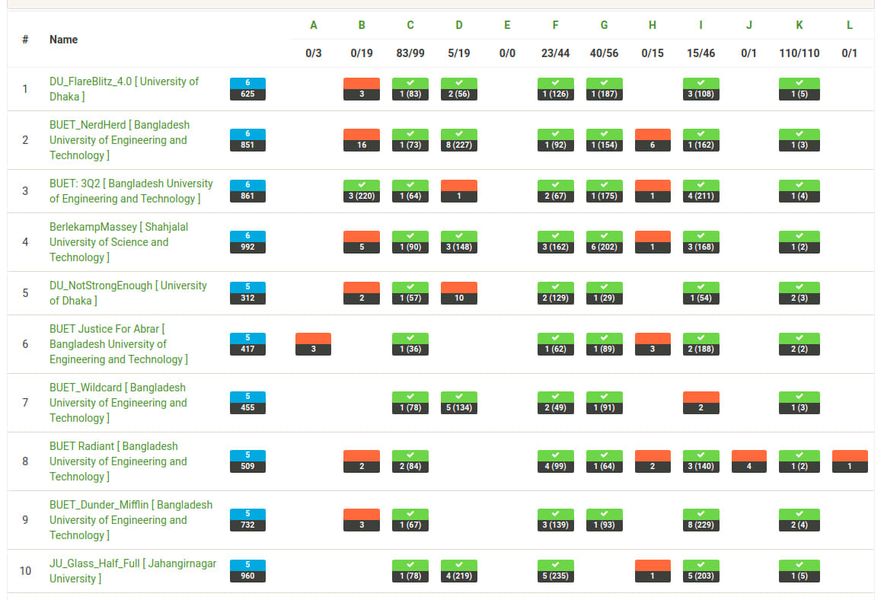 # Name A B C D E F G H I J K L
0/3 0/19 83/99 5/19 0/0 23/44 40/56 0/15 15/46 0/1 110/110 0/1
1 DU_FlareBlitz_4.0 [ University of 6
Dhaka ] 625 3 1 (83) 2 (56) 1 (126) 1 (187) 3 (108) 1 (5)
2 BUET_NerdHerd [ Bangladesh
University of Engineering and 6
Technology ] 851 16 1 (73) 8 (227) 1 (92) 1 (154) 6 1 (162) 1 (3)
3 BUET: 3Q2 [ Bangladesh University 6
of Engineering and Technology ] 861 3 (220) 1 (64) 1 2 (67) 1 (175) 1 4 (211) 1 (4)
4 BerlekampMassey [ Shahjalal
University of Science and 6
Technology ] 992 5 1 (90) 3 (148) 3 (162) 6 (202) 1 3 (168) 1 (2)
5 DU_NotStrongEnough [ University 5
of Dhaka ] 312 2 1 (57) 10 2 (129) 1 (29) 1 (54) 2 (3)
6 BUET Justice For Abrar [
Bangladesh University of 5
Engineering and Technology ] 417 3 1 (36) 1 (62) 1 (89) 3 2 (188) 2 (2)
7 BUET_Wildcard [ Bangladesh
University of Engineering and 5
Technology ] 455 1 (78) 5 (134) 2 (49) 1 (91) 2 1 (3)
8 BUET Radiant [ Bangladesh
University of Engineering and 5
Technology ] 509 2 2 (84) 4 (99) 1 (64) 2 3 (140) 4 1 (2) 1
9 BUET_Dunder_Mifflin [ Bangladesh
University of Engineering and 5
Technology ] 732 3 1 (67) 3 (139) 1 (93) 8 (229) 2 (4)
10 JU_Glass_Half_Full [ Jahangirnagar 5
University ] 960 1 (78) 4 (219) 5 (235) 1 5 (203) 1 (5)